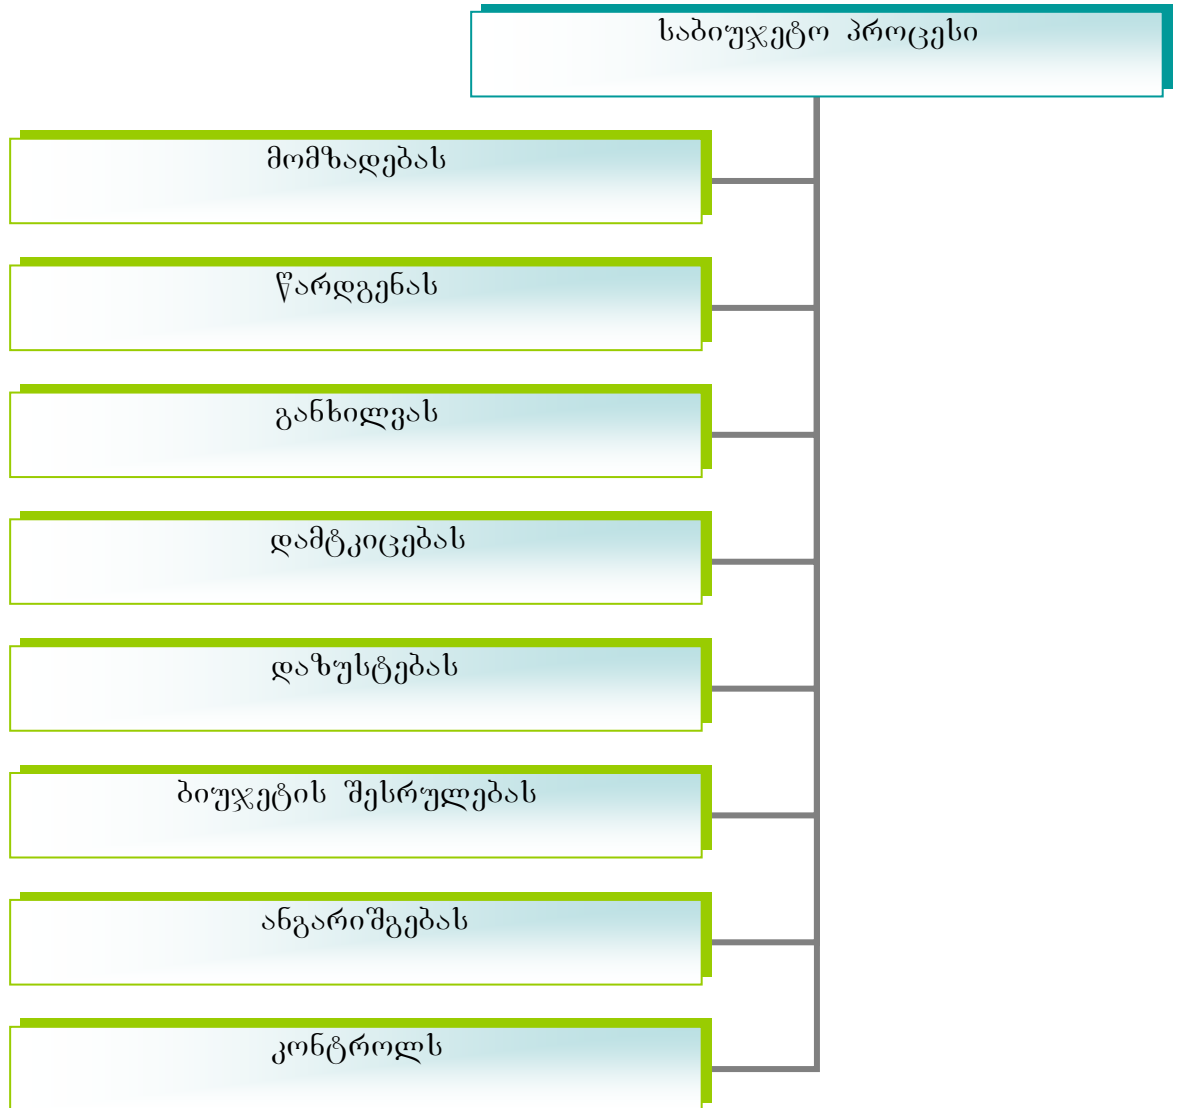 საბიუჯეტო პროცესი
მომზადებას
წარდგენას
განხილვას
დამტკიცებას
დაზუსტებას
ბიუჯეტის შესრულებას
ანგარიშგებას
კონტროლს